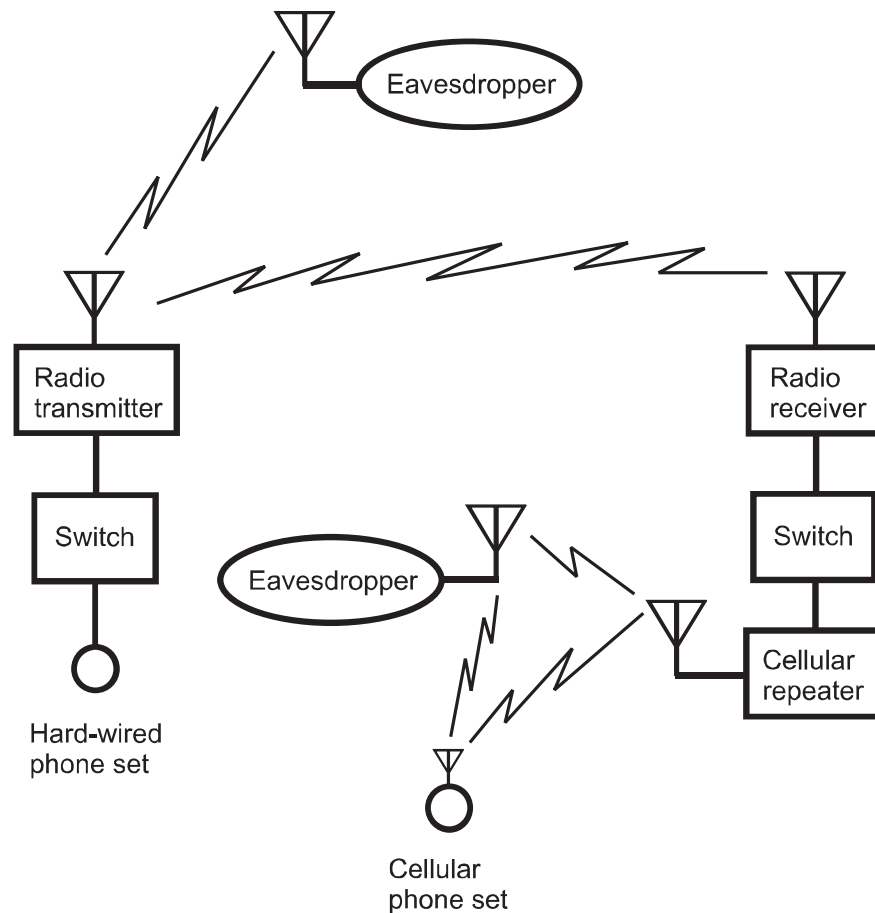 Eavesdropper
Radio
transmitter
Radio
receiver
Switch
Switch
Eavesdropper
Cellular
repeater
Hard-wired
phone set
Cellular
phone set